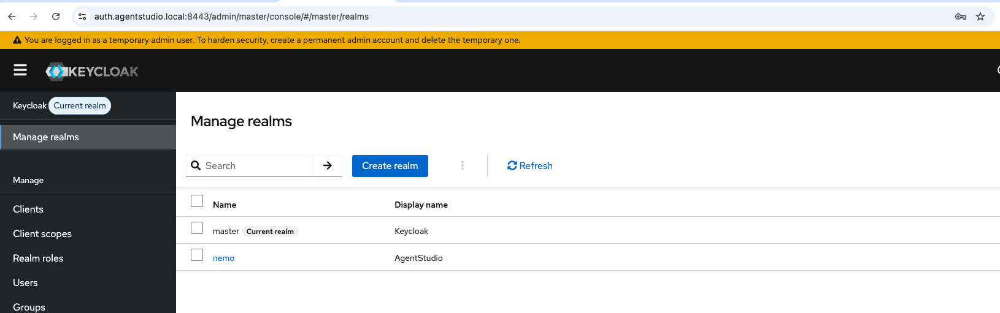 auth.agentstudio.local:8443/admin/master/console/#/master/realms
You are logged in as a temporary admin user. To harden security, create a permanent admin account and delete the temporary one.
KEYCLOAK
Keycloak Current realm
Manage realms
Manage
Clients
Client scopes
Realm roles
Users
Groups
Manage realms
Search
Create realm
Refresh
Name Display name
master Current realm Keycloak
nemo AgentStudio